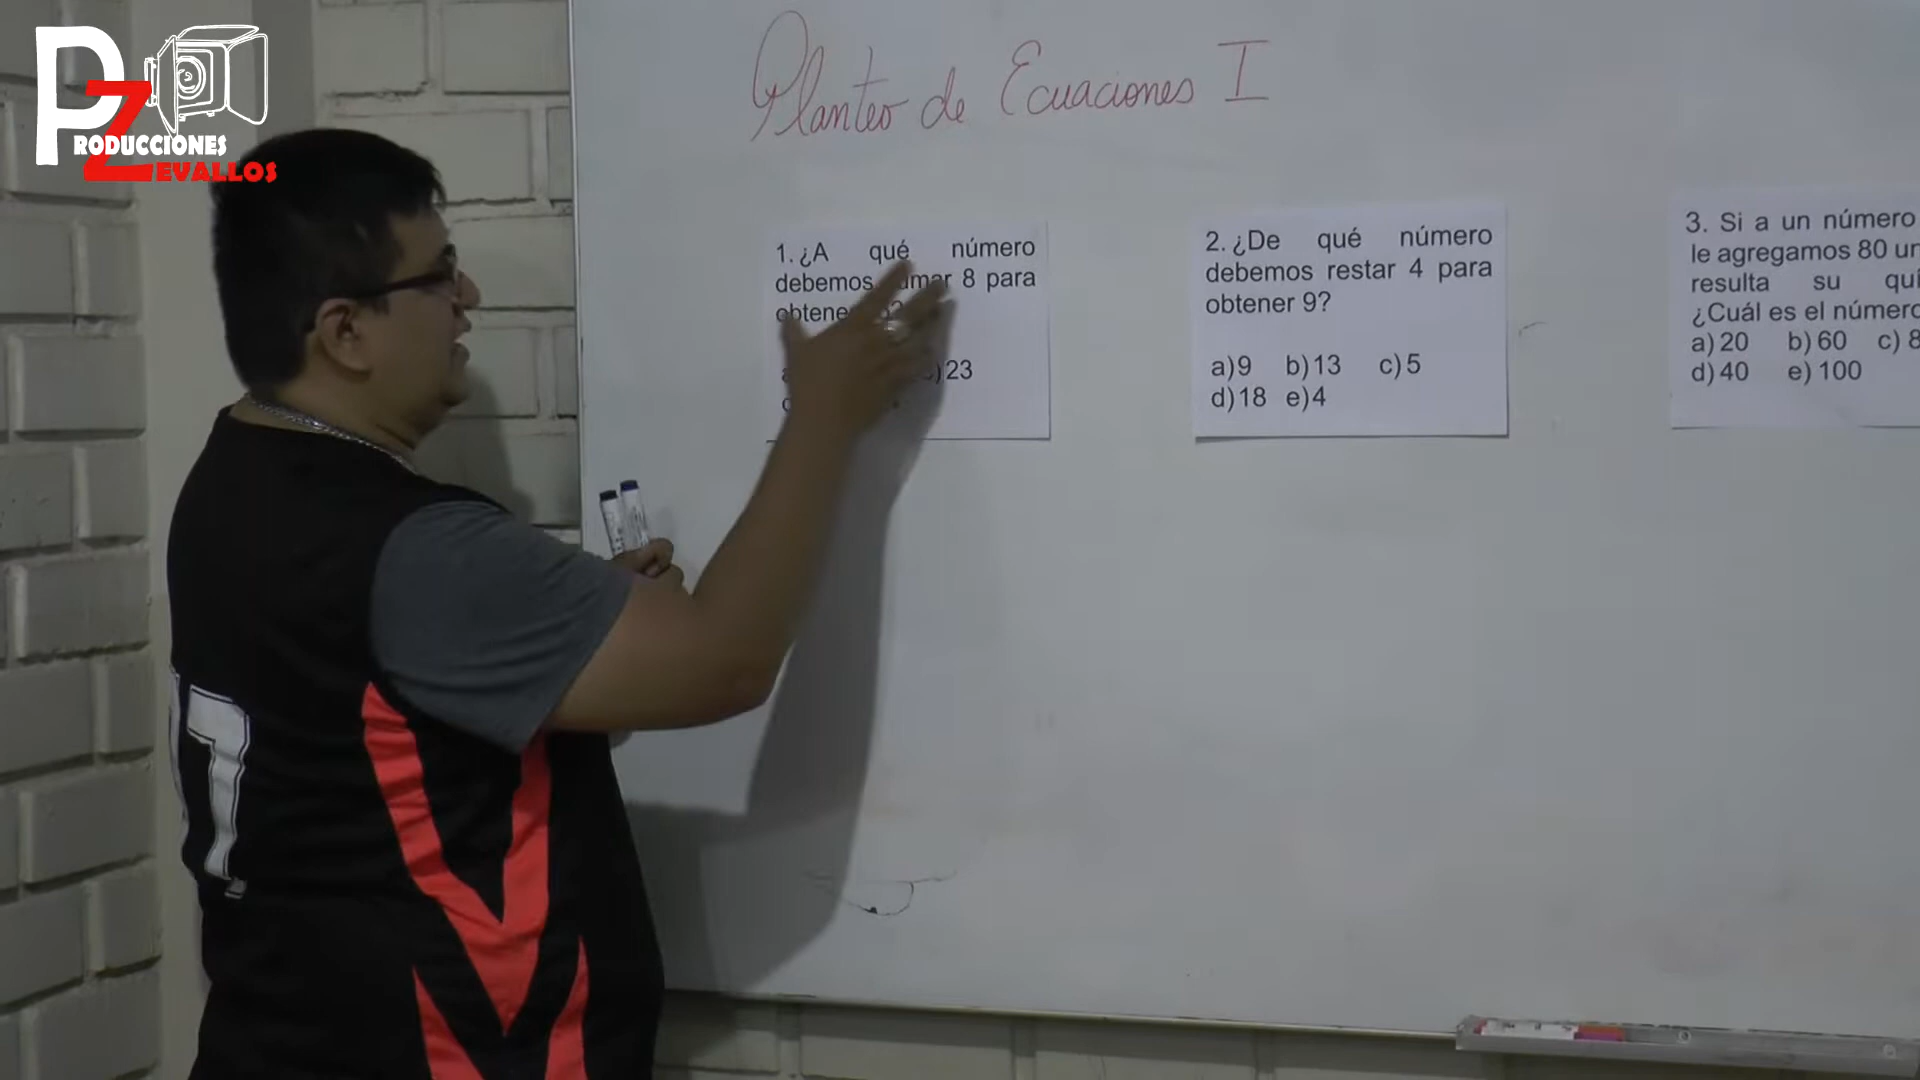 PRODUCCIONES
ZEVALLOS
Planteo de Ecuaciones I
1. ¿A qué número
debemos 8 para
23
2. ¿De qué número
debemos restar 4 para
obtener 9?
a) 9 b) 13 c) 5
d) 18 e) 4
3. Si a un número
le agregamos 80
resulta su
¿Cuál es el
a) 20 b) 60 c)
d) 40 e) 100